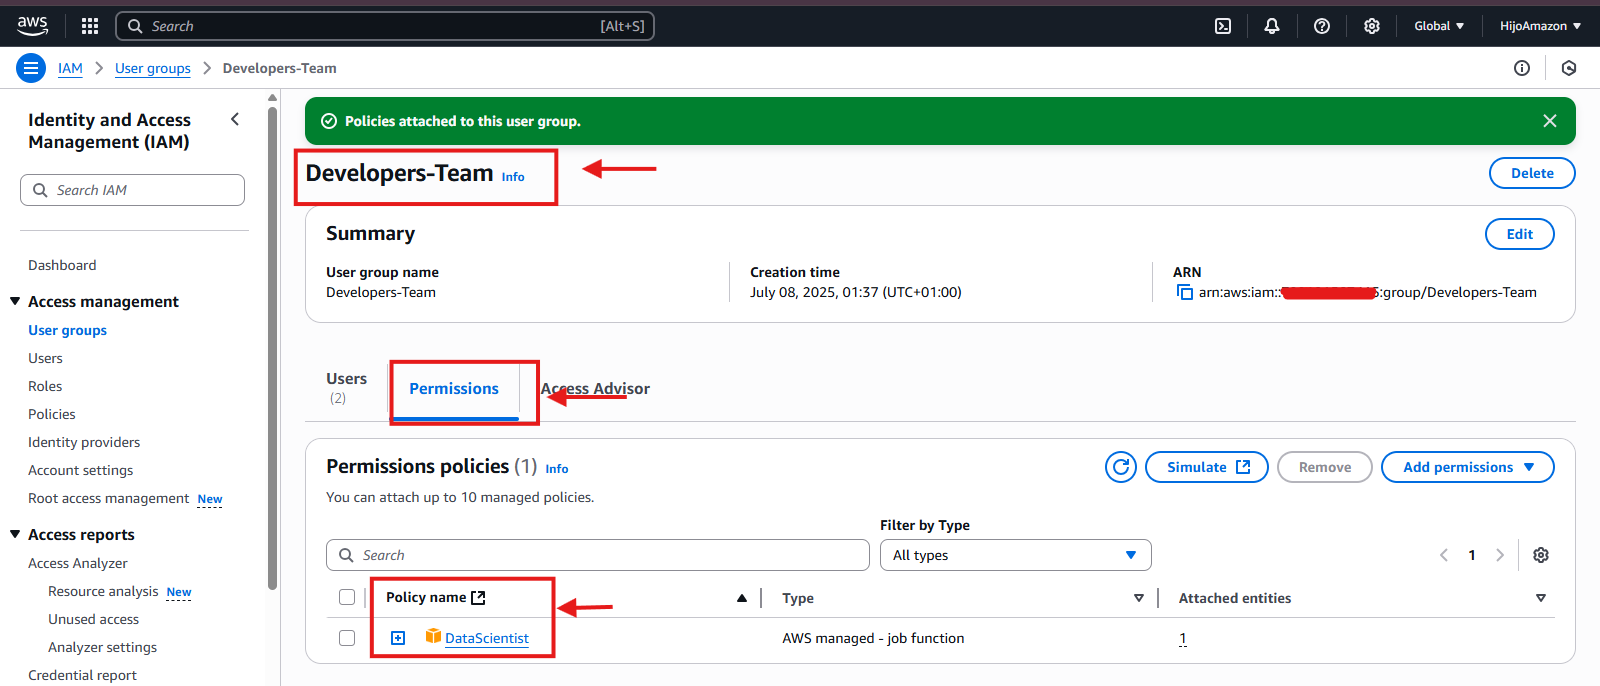 aws
Search [Alt+S]
Global HijoAmazon
IAM > User groups > Developers-Team
Identity and Access
Management (IAM)
Search IAM
Dashboard
Access management
User groups
Users
Roles
Policies
Identity providers
Account settings
Root access management New
Access reports
Access Analyzer
Resource analysis New
Unused access
Analyzer settings
Credential report
Policies attached to this user group.
Developers-Team Info
Delete
Summary
Edit
User group name
Developers-Team
Creation time
July 08, 2025, 01:37 (UTC+01:00)
ARN
arn:aws:iam:: :group/Developers-Team
Users
(2)
Permissions
Access Advisor
Permissions policies (1) Info
Simulate
Remove
Add permissions
You can attach up to 10 managed policies.
Filter by Type
Search
All types
1
Policy name Type Attached entities
DataScientist AWS managed - job function 1